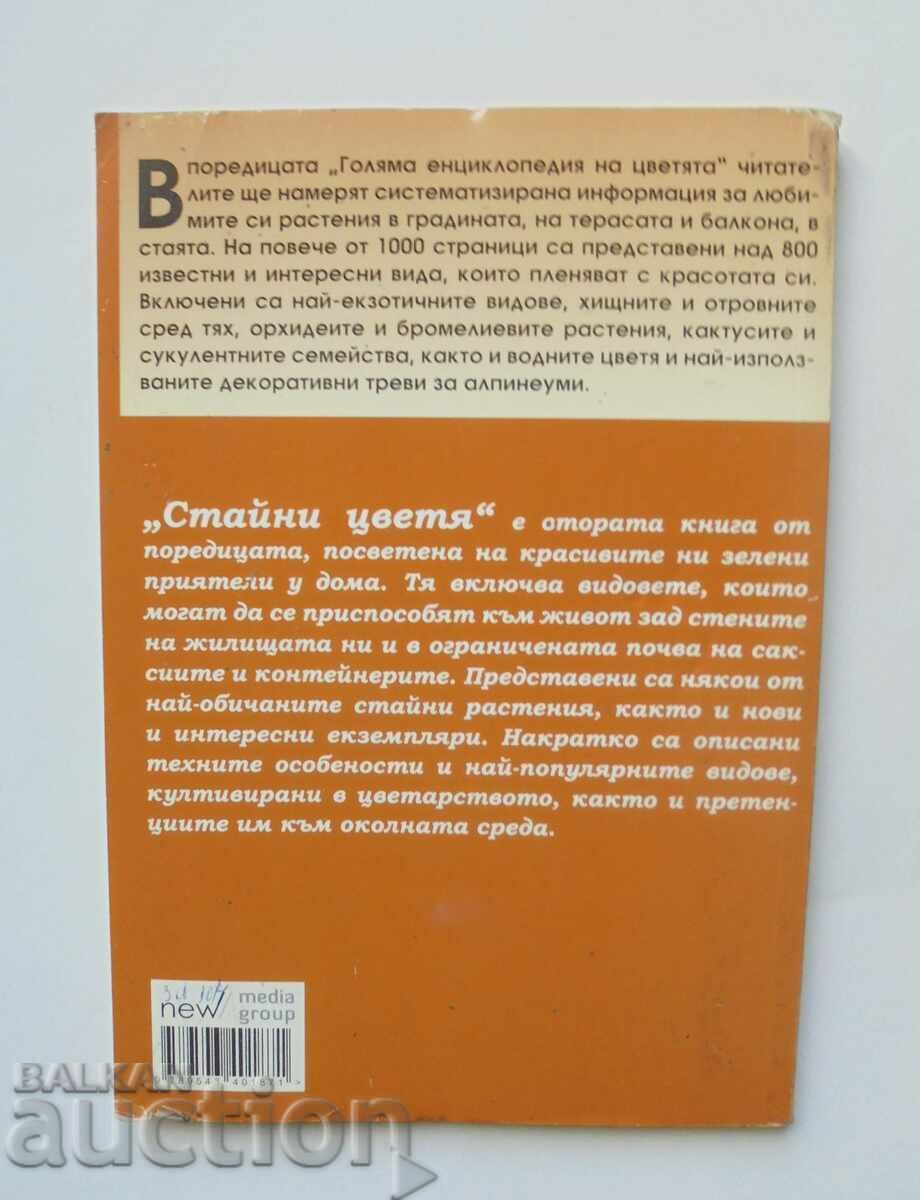 В поредицата „Голяма енциклопедия на цветята“ читате-
лите ще намерят систематизирана информация за люби-
мите си растения в градината, на терасата и балкона, в
стаята. На повече от 1000 страници са представени над 800
известни и интересни вида, които пленяват с красотата си.
Включени са най-екзотичните видове, хищните и отровните
сред тях, орхидеите и бромелиевите растения, кактусите и
сукулентните семейства, както и водните цветя и най-използ-
ваните декоративни треви за алпинеуми.
„Стайни цветя“ е втората книга от
поредицата, посветена на красивите ни зелени
приятели у дома. Тя включва видовете, които
могат да се приспособят към живот зад стените
на жилищата ни и в ограничената почва на сак-
сиите и контейнерите. Представени са някои от
най-обичаните стайни растения, както и нови
и интересни екземпляри. Накратко са описани
техните особености и най-популярните видове,
култивирани в цветарството, както и претен-
циите им към околната среда.
new media
group
BALKAN
auction